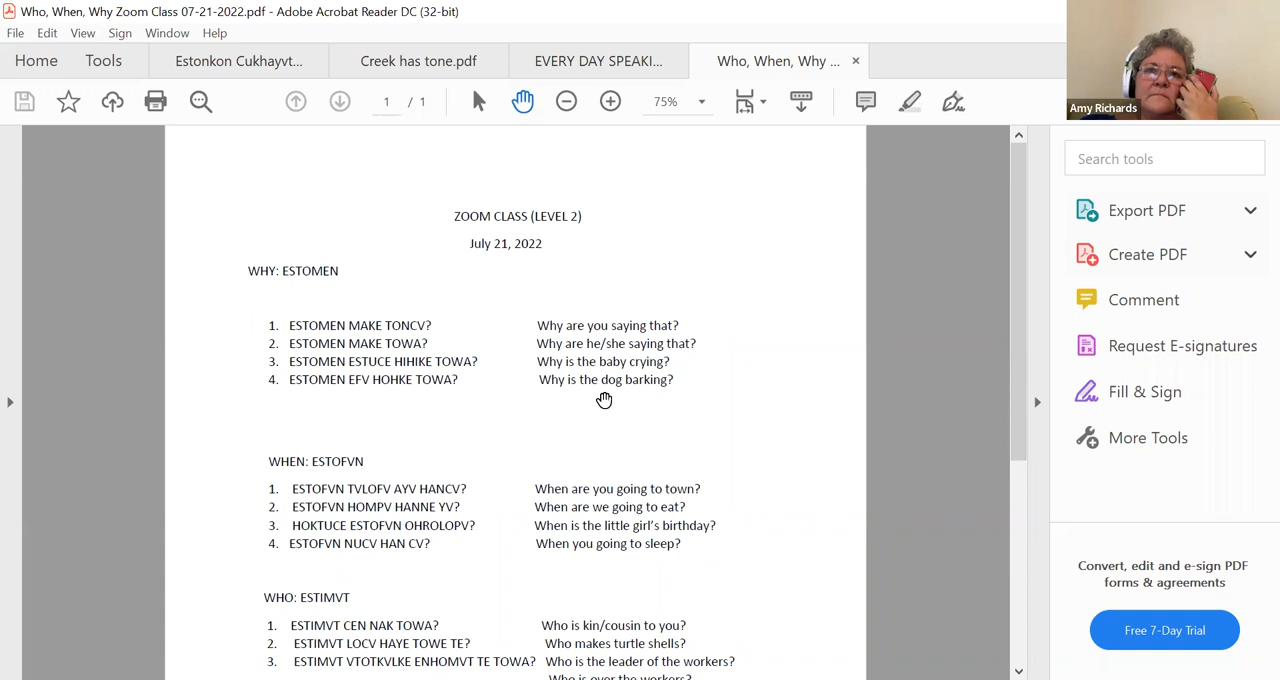 Who, When, Why Zoom Class 07-21-2022.pdf - Adobe Acrobat Reader DC (32-bit)
File Edit View Sign Window Help
Home Tools Estonkon Cukhayvt... Creek has tone.pdf EVERY DAY SPEAKI... Who, When, Why ... ×
1 / 1 75%
Amy Richards
ZOOM CLASS (LEVEL 2)
July 21, 2022
WHY: ESTOMEN
1. ESTOMEN MAKE TONCV? Why are you saying that?
2. ESTOMEN MAKE TOWA? Why are he/she saying that?
3. ESTOMEN ESTUCE HIHIKE TOWA? Why is the baby crying?
4. ESTOMEN EFV HOHKE TOWA? Why is the dog barking?
WHEN: ESTOFVN
1. ESTOFVN TVLOFV AYV HANCV? When are you going to town?
2. ESTOFVN HOMPV HANNE YV? When are we going to eat?
3. HOKTUCE ESTOFVN OHROLOPV? When is the little girl's birthday?
4. ESTOFVN NUCV HAN CV? When you going to sleep?
WHO: ESTIMVT
1. ESTIMVT CEN NAK TOWA? Who is kin/cousin to you?
2. ESTIMVT LOCV HAYE TOWE TE? Who makes turtle shells?
3. ESTIMVT VTOTKVLKE ENHOMVT TE TOWA? Who is the leader of the workers?
Who is over the workers?
Search tools
Export PDF
Create PDF
Comment
Request E-signatures
Fill & Sign
More Tools
Convert, edit and e-sign PDF
forms & agreements
Free 7-Day Trial